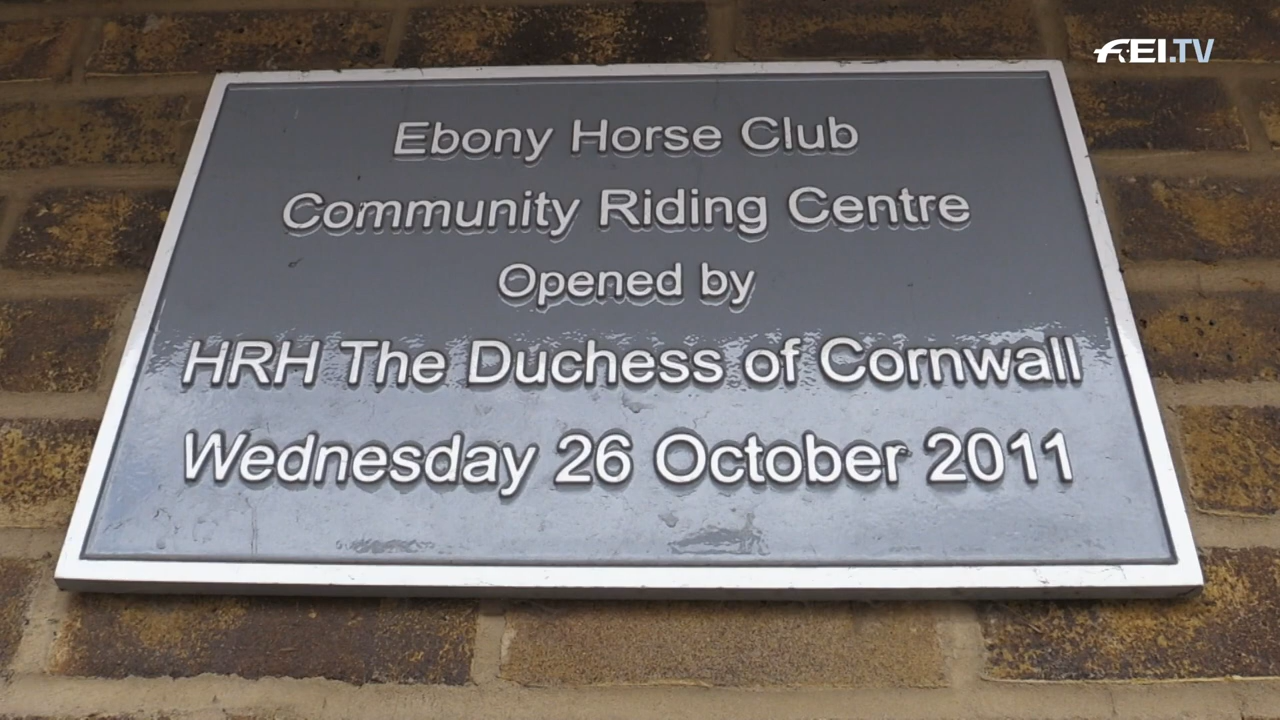 FEI.TV
Ebony Horse Club
Community Riding Centre
Opened by
HRH The Duchess of Cornwall
Wednesday 26 October 2011